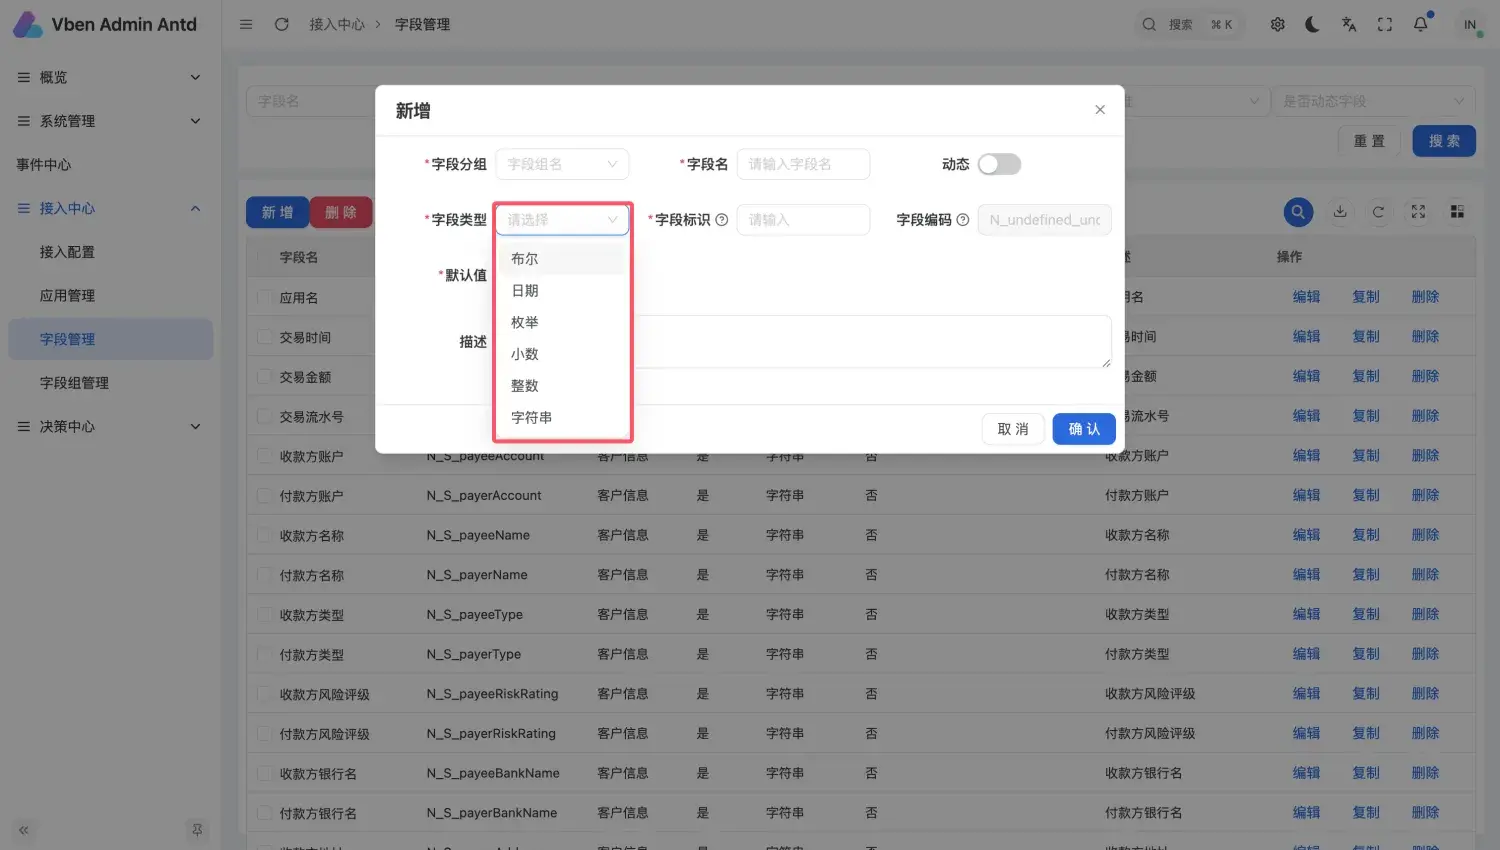 Vben Admin Antd
接入中心 > 字段管理
搜索 ⌘ K
IN
概览
系统管理
事件中心
接入中心
接入配置
应用管理
字段管理
字段组管理
决策中心
字段名
是否动态字段
重 置
搜 索
新 增
删 除
字段名
操作
新增
*字段分组 字段组名
*字段名 请输入字段名
动态
*字段类型 请选择
*字段标识 请输入
字段编码 N_undefined_unc
*默认值
描述
布尔
日期
枚举
小数
整数
字符串
取 消
确 认
应用名 编辑 复制 删除
交易时间 编辑 复制 删除
交易金额 编辑 复制 删除
交易流水号 编辑 复制 删除
收款方账户 N_S_payeeAccount 客户信息 是 字符串 否 收款方账户 编辑 复制 删除
付款方账户 N_S_payerAccount 客户信息 是 字符串 否 付款方账户 编辑 复制 删除
收款方名称 N_S_payeeName 客户信息 是 字符串 否 收款方名称 编辑 复制 删除
付款方名称 N_S_payerName 客户信息 是 字符串 否 付款方名称 编辑 复制 删除
收款方类型 N_S_payeeType 客户信息 是 字符串 否 收款方类型 编辑 复制 删除
付款方类型 N_S_payerType 客户信息 是 字符串 否 付款方类型 编辑 复制 删除
收款方风险评级 N_S_payeeRiskRating 客户信息 是 字符串 否 收款方风险评级 编辑 复制 删除
付款方风险评级 N_S_payerRiskRating 客户信息 是 字符串 否 付款方风险评级 编辑 复制 删除
收款方银行名 N_S_payeeBankName 客户信息 是 字符串 否 收款方银行名 编辑 复制 删除
付款方银行名 N_S_payerBankName 客户信息 是 字符串 否 付款方银行名 编辑 复制 删除